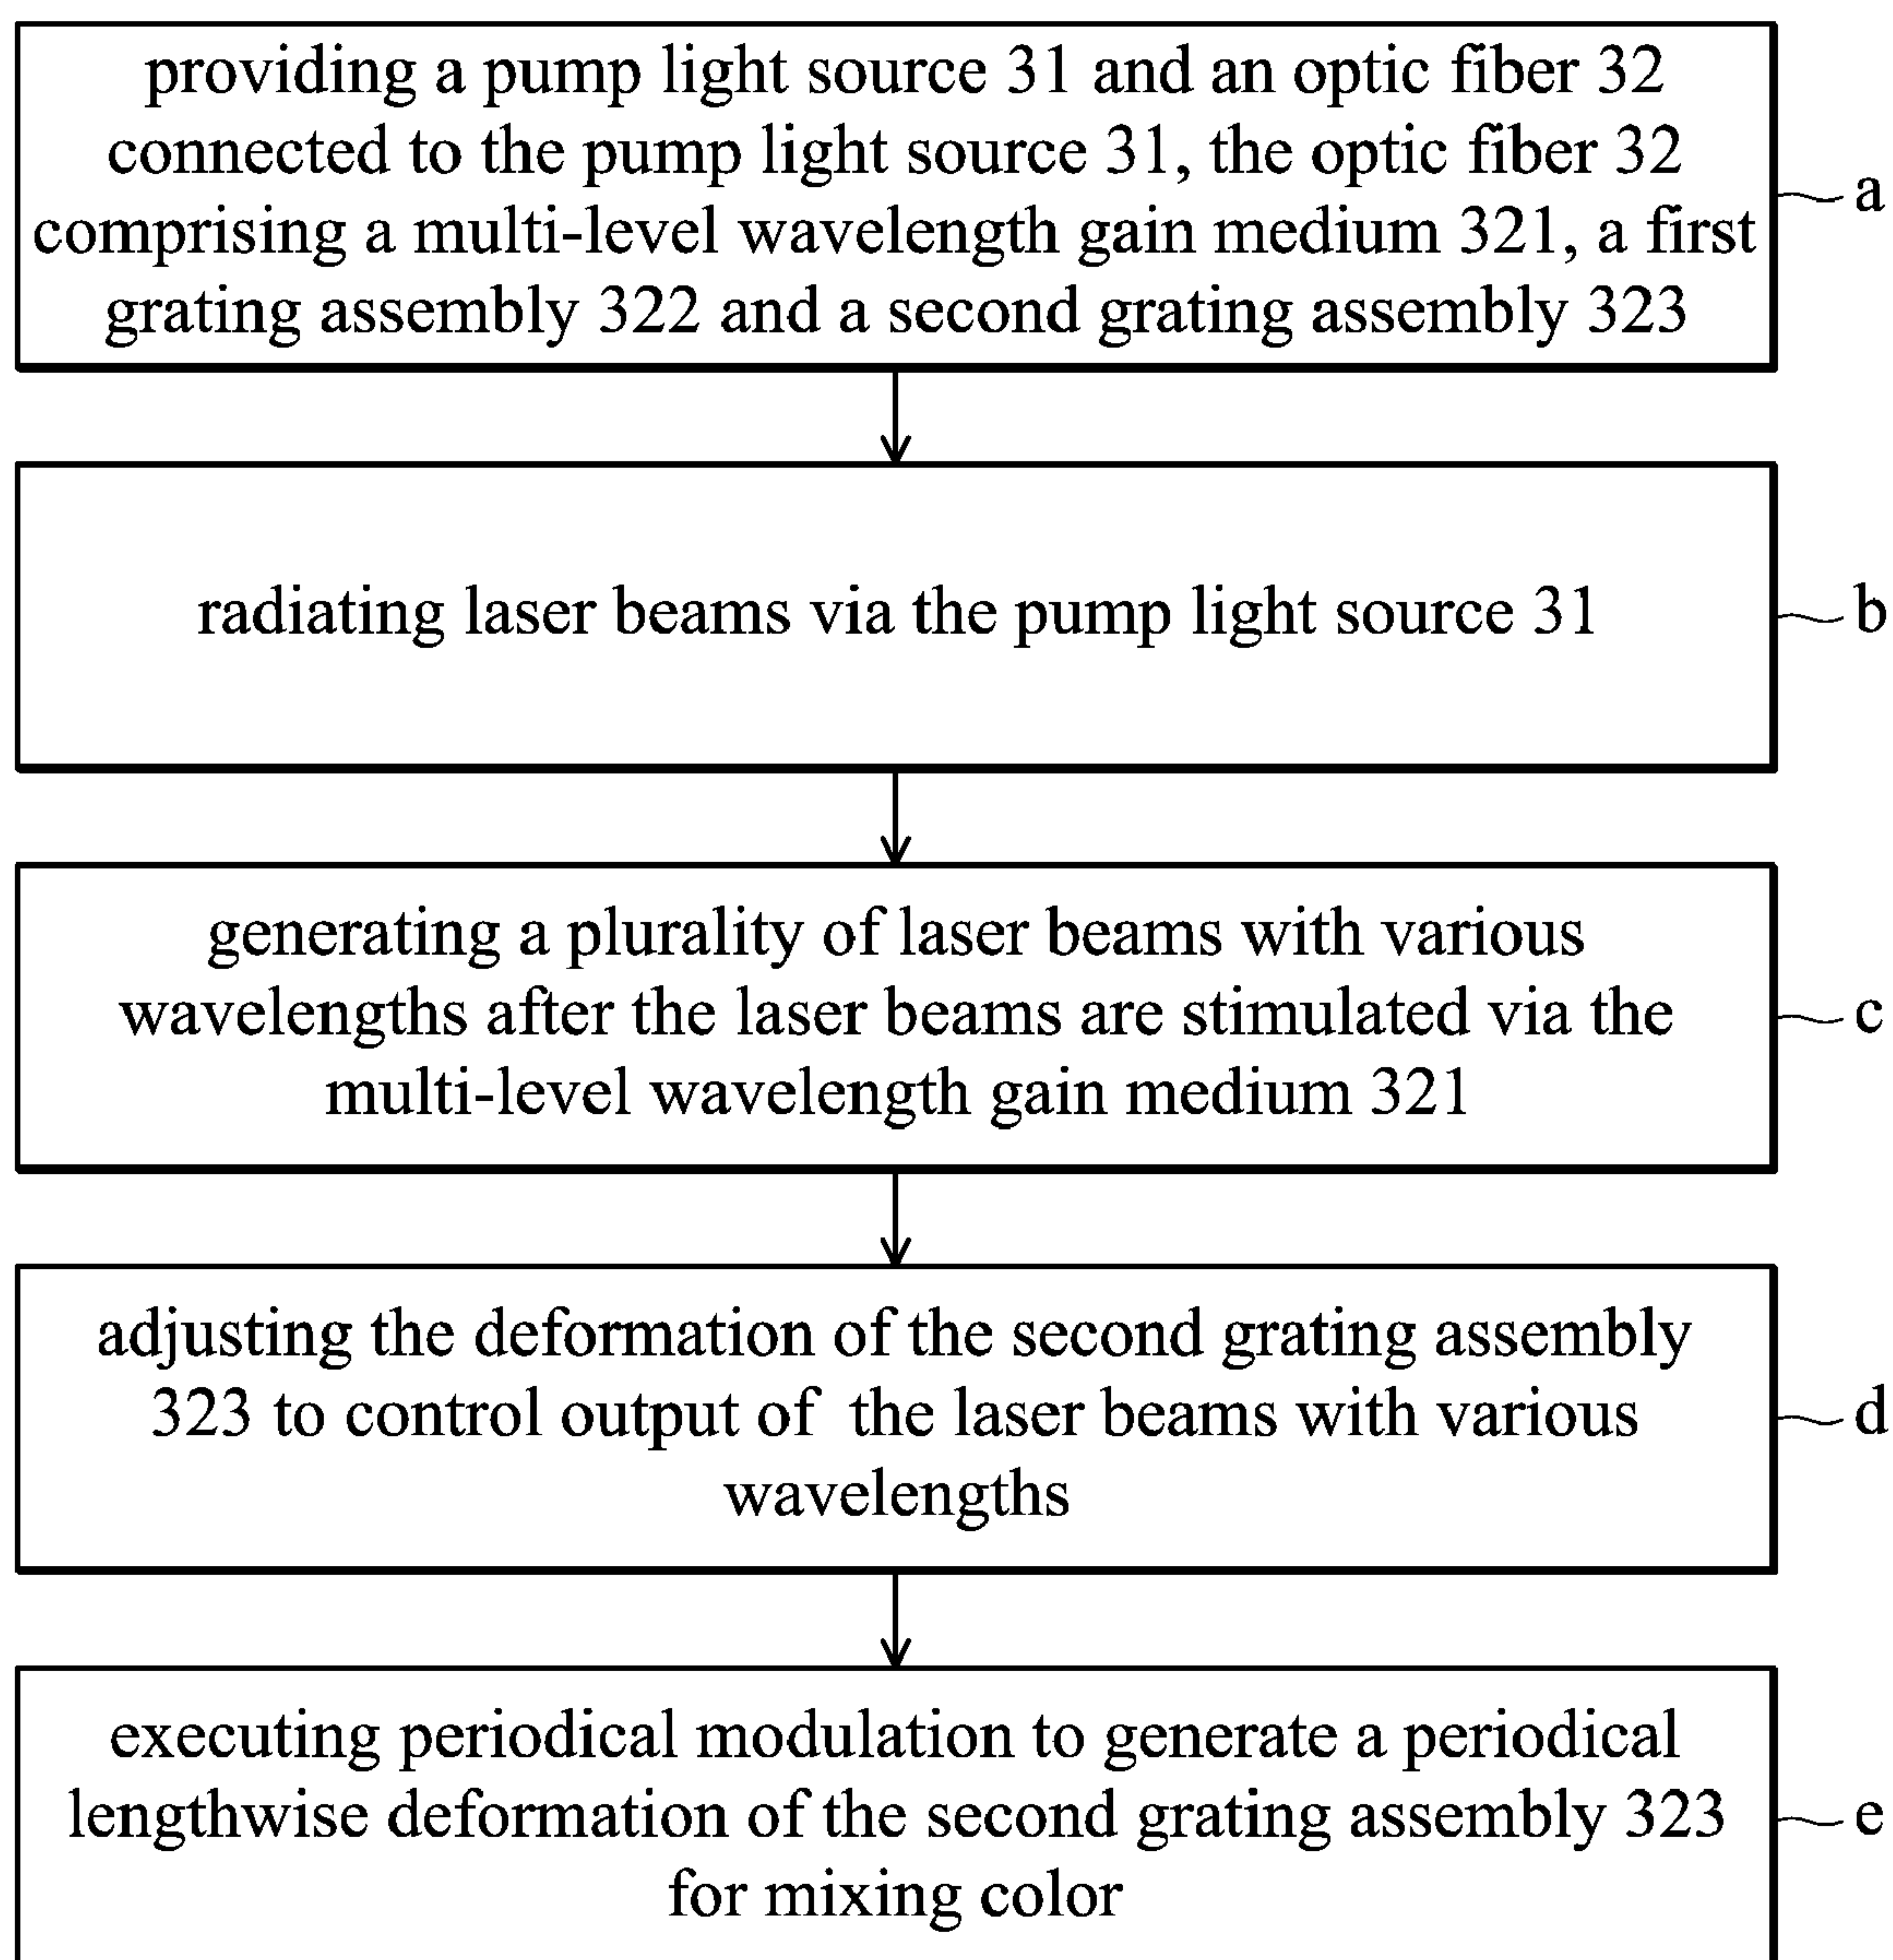 providing a pump light source 31 and an optic fiber 32
connected to the pump light source 31, the optic fiber 32
comprising a multi-level wavelength gain medium 321, a first
grating assembly 322 and a second grating assembly 323
a
radiating laser beams via the pump light source 31
b
generating a plurality of laser beams with various
wavelengths after the laser beams are stimulated via the
multi-level wavelength gain medium 321
c
adjusting the deformation of the second grating assembly
323 to control output of the laser beams with various
wavelengths
d
executing periodical modulation to generate a periodical
lengthwise deformation of the second grating assembly 323
for mixing color
e